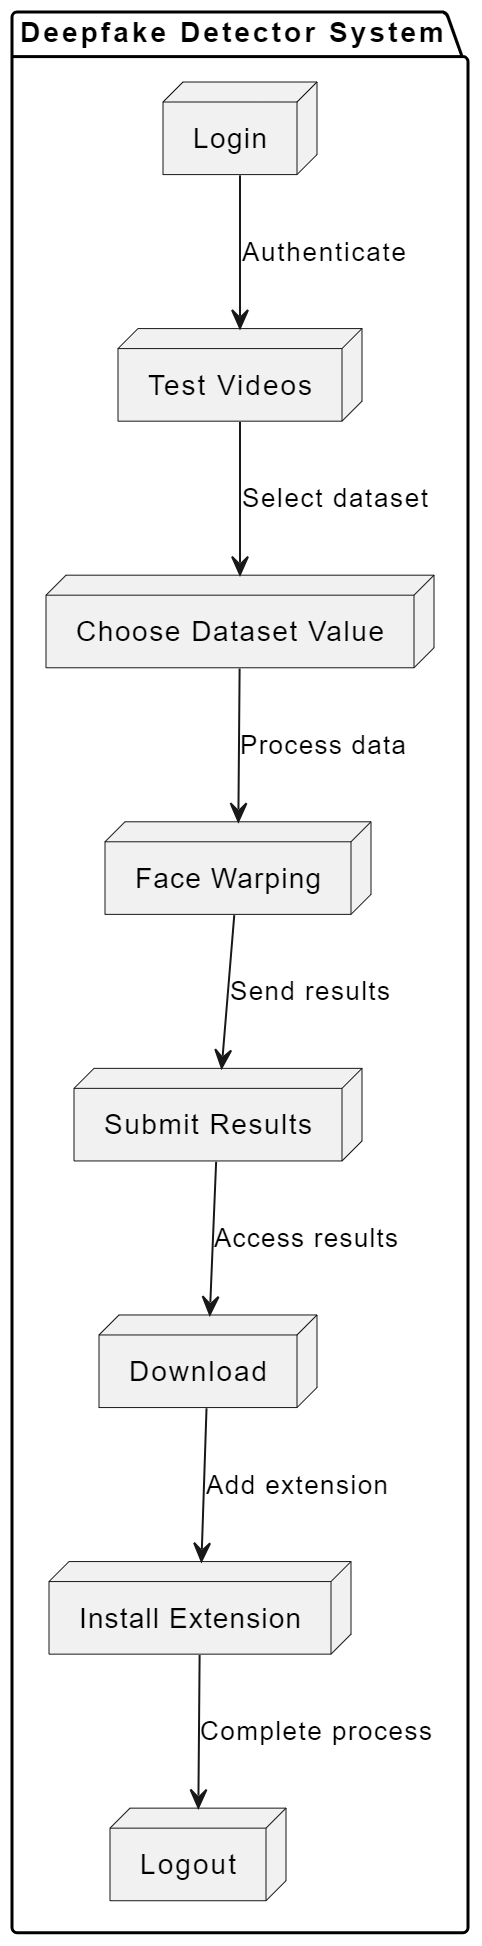 Deepfake Detector System
Login
Authenticate
Test Videos
Select dataset
Choose Dataset Value
Process data
Face Warping
Send results
Submit Results
Access results
Download
Add extension
Install Extension
Complete process
Logout